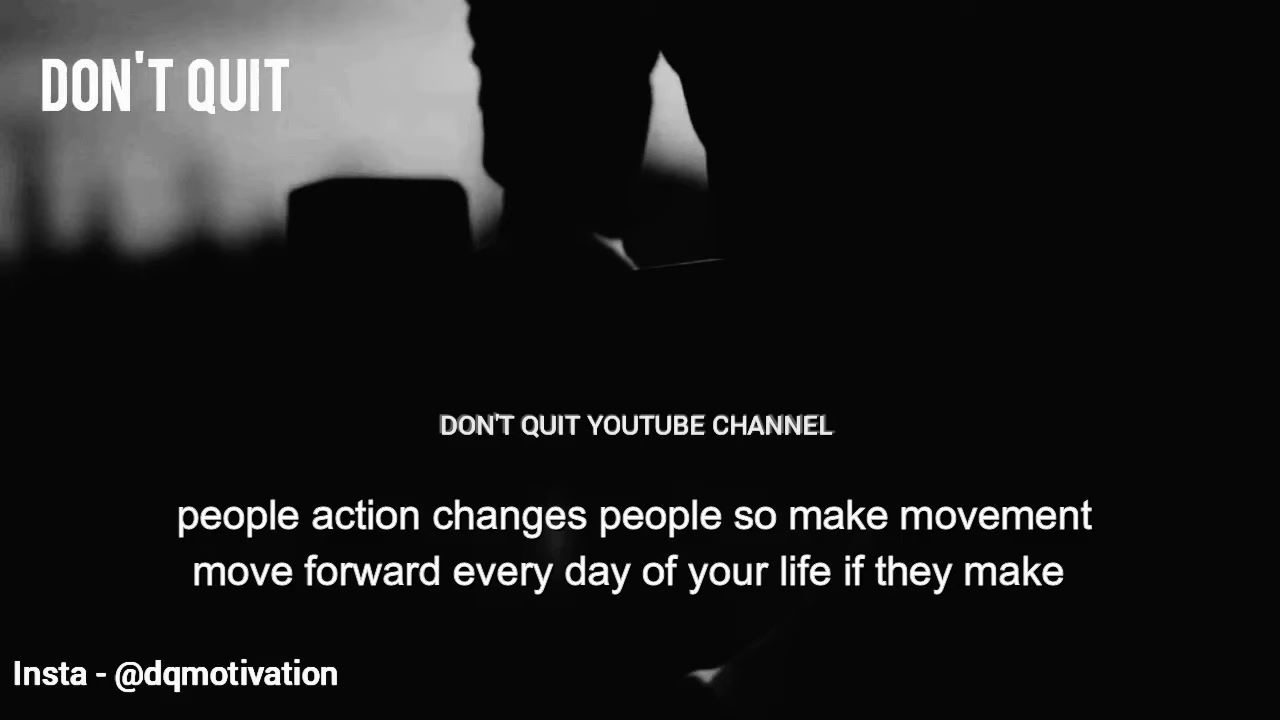 DON'T QUIT
DON'T QUIT YOUTUBE CHANNEL
people action changes people so make movement
move forward every day of your life if they make
Insta - @dqmotivation